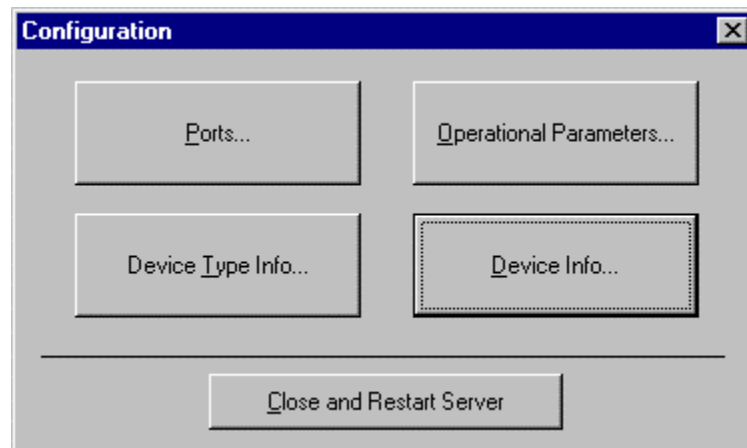 Configuration
Ports...
Operational Parameters...
Device Type Info...
Device Info...
Close and Restart Server